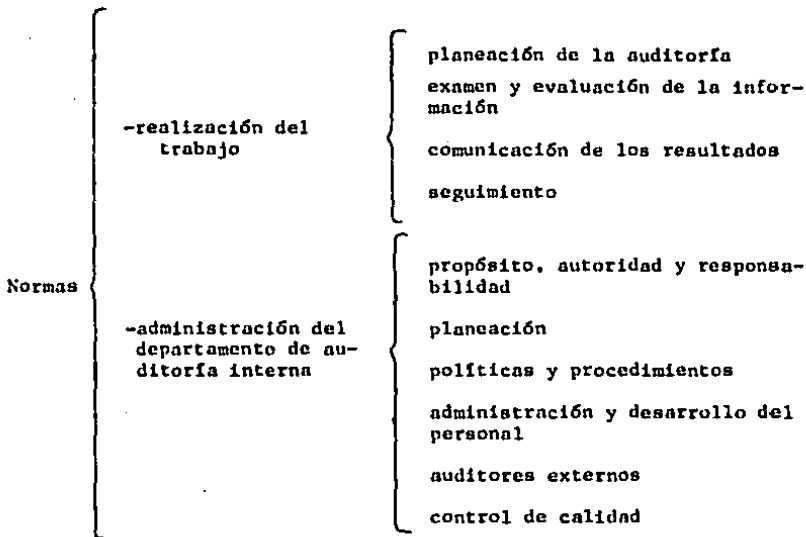 Normas
-realización del
trabajo
planeación de la auditoría
examen y evaluación de la infor-
mación
comunicación de los resultados
seguimiento
-administración del
departamento de au-
ditoría interna
propósito, autoridad y responsa-
bilidad
planeación
políticas y procedimientos
administración y desarrollo del
personal
auditores externos
control de calidad